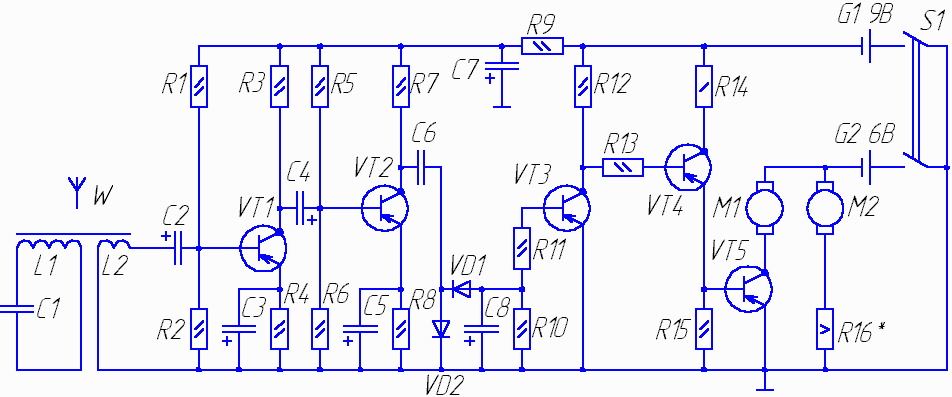 G1 9В
S1
R9
C7
R1
R3
R5
R7
R12
R14
C6
G2 6В
R13
VT2
C4
VT3
W
C2
VT1
VT4
M1
M2
L1
L2
R11
VT5
VD1
C1
R2
C3
R4
R6
C5
R8
C8
R10
R15
R16*
VD2